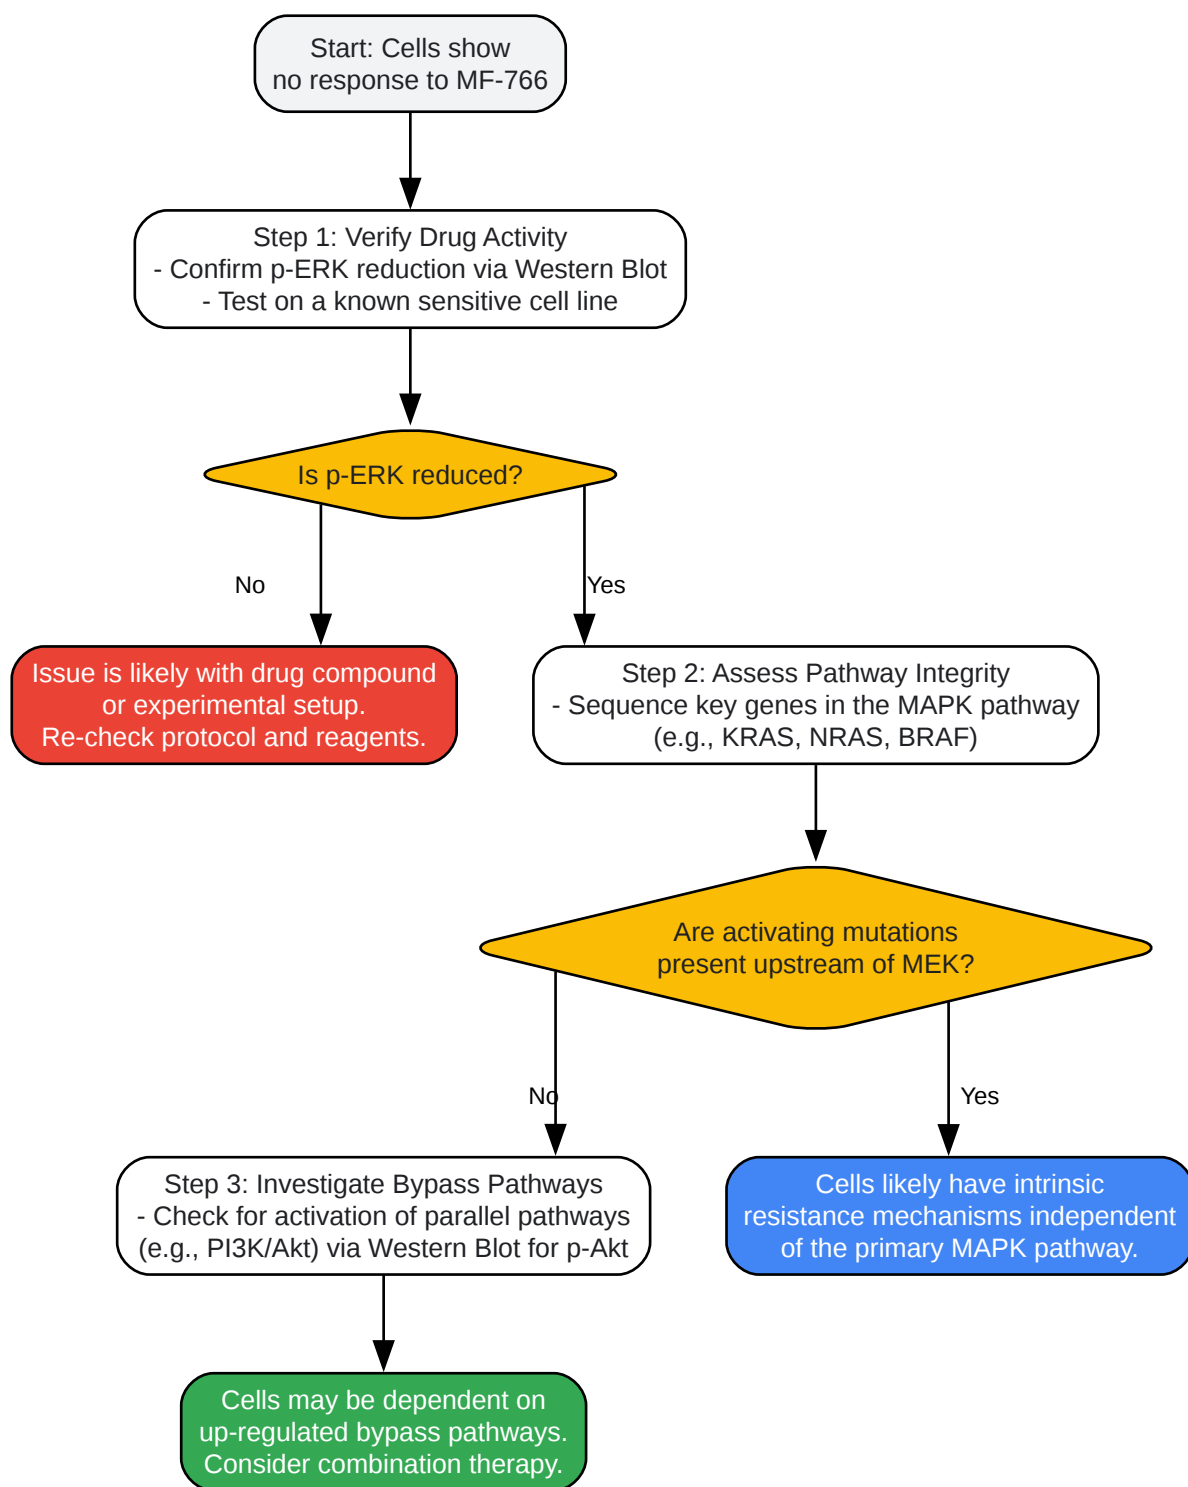 Start: Cells show
no response to MF-766
Step 1: Verify Drug Activity
- Confirm p-ERK reduction via Western Blot
- Test on a known sensitive cell line
Is p-ERK reduced?
No
Yes
Issue is likely with drug compound
or experimental setup.
Re-check protocol and reagents.
Step 2: Assess Pathway Integrity
- Sequence key genes in the MAPK pathway
(e.g., KRAS, NRAS, BRAF)
Are activating mutations
present upstream of MEK?
No
Yes
Step 3: Investigate Bypass Pathways
- Check for activation of parallel pathways
(e.g., PI3K/Akt) via Western Blot for p-Akt
Cells likely have intrinsic
resistance mechanisms independent
of the primary MAPK pathway.
Cells may be dependent on
up-regulated bypass pathways.
Consider combination therapy.